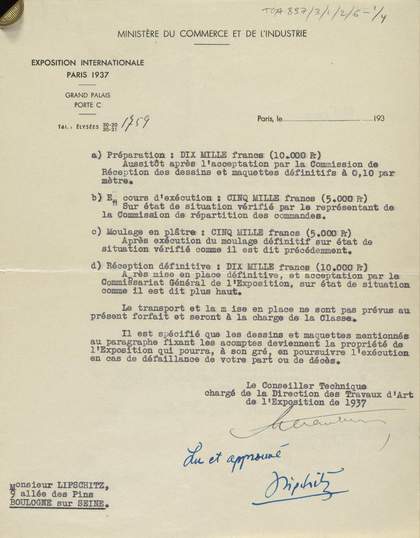 TGA 857/3/1/2/5-1/4
MINISTÈRE DU COMMERCE ET DE L'INDUSTRIE
EXPOSITION INTERNATIONALE
PARIS 1937
GRAND PALAIS
PORTE C
TÉL. : ÉLYSÉES 30-20 30-21 1959
Paris, le 193
a) Préparation : DIX MILLE francs (10.000 Fr)
Aussitôt après l'acceptation par la Commission de
Réception des dessins et maquettes définitifs à 0,10 par
mètre.
b) En cours d'exécution : CINQ MILLE francs (5.000 Fr)
Sur état de situation vérifié par le représentant de
la Commission de répartition des commandes.
c) Moulage en plâtre : CINQ MILLE francs (5.000 Fr)
Après exécution du moulage définitif sur état de
situation vérifié comme il est dit précédemment.
d) Réception définitive : DIX MILLE francs (10.000 Fr)
Après mise en place définitive, et acceptation par le
Commissariat Général de l'Exposition, sur état de situation
comme il est dit plus haut.
Le transport et la mise en place ne sont pas prévus au
présent forfait et seront à la charge de la Classe.
Il est spécifié que les dessins et maquettes mentionnés
au paragraphe fixant les acomptes deviennent la propriété de
l'Exposition qui pourra, à son gré, en poursuivre l'exécution
en cas de défaillance de votre part ou de décès.
Le Conseiller Technique
chargé de la Direction des Travaux d'Art
de l'Exposition de 1937
Lu et approuvé
Lipchitz
Monsieur LIPSCHITZ,
9 allée des Pins
BOULOGNE sur SEINE.